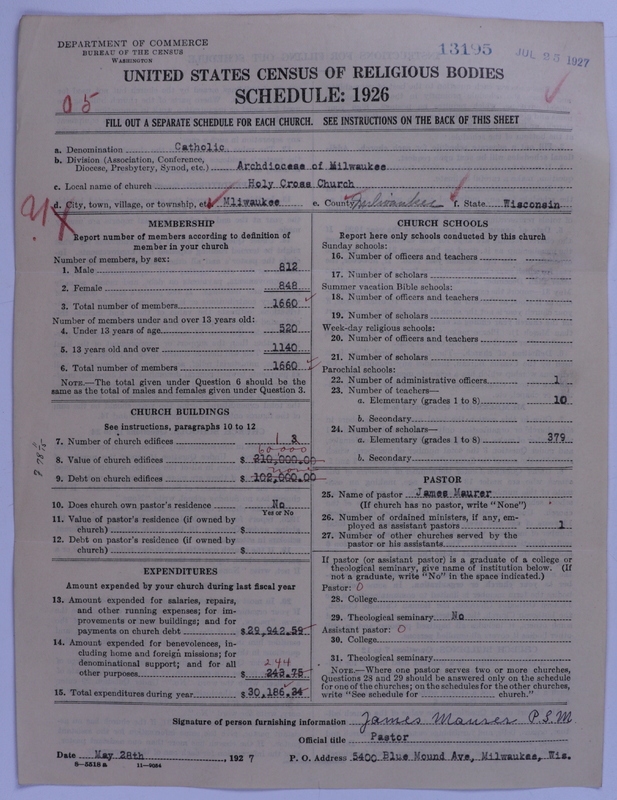 DEPARTMENT OF COMMERCE
BUREAU OF THE CENSUS
WASHINGTON
13195
JUL 25 1927
UNITED STATES CENSUS OF RELIGIOUS BODIES
SCHEDULE: 1926
05
FILL OUT A SEPARATE SCHEDULE FOR EACH CHURCH. SEE INSTRUCTIONS ON THE BACK OF THIS SHEET
a. Denomination Catholic
b. Division (Association, Conference,
Diocese, Presbytery, Synod, etc.) Archdiocese of Milwaukee
c. Local name of church Holy Cross Church
d. City, town, village, or township, etc. Mliwaukee e. County Milwaukee f. State Wisconsin
MEMBERSHIP
Report number of members according to definition of
member in your church
Number of members, by sex:
1. Male 812
2. Female 848
3. Total number of members 1660
Number of members under and over 13 years old:
4. Under 13 years of age 520
5. 13 years old and over 1140
6. Total number of members 1660
NOTE.—The total given under Question 6 should be the
same as the total of males and females given under Question 3.
CHURCH BUILDINGS
See instructions, paragraphs 10 to 12
7. Number of church edifices 1 3
60000
8. Value of church edifices $ 210,000.00
9. Debt on church edifices $ 102,000.00
10. Does church own pastor's residence No
Yes or No
11. Value of pastor's residence (if owned by
church) $
12. Debt on pastor's residence (if owned by
church) $
EXPENDITURES
Amount expended by your church during last fiscal year
13. Amount expended for salaries, repairs,
and other running expenses; for im-
provements or new buildings; and for
payments on church debt $29,942.59
14. Amount expended for benevolences, in-
cluding home and foreign missions; for
denominational support; and for all
244
other purposes $ 243.75
15. Total expenditures during year $30,186.34
CHURCH SCHOOLS
Report here only schools conducted by this church
Sunday schools:
16. Number of officers and teachers
17. Number of scholars
Summer vacation Bible schools:
18. Number of officers and teachers
19. Number of scholars
Week-day religious schools:
20. Number of officers and teachers
21. Number of scholars
Parochial schools:
22. Number of administrative officers 1
23. Number of teachers—
a. Elementary (grades 1 to 8) 10
b. Secondary
24. Number of scholars—
a. Elementary (grades 1 to 8) 379
b. Secondary
PASTOR
25. Name of pastor James Maurer
(If church has no pastor, write "None")
26. Number of ordained ministers, if any, em-
ployed as assistant pastors 1
27. Number of other churches served by the
pastor or his assistants
If pastor (or assistant pastor) is a graduate of a college or
theological seminary, give name of institution below. (If
not a graduate, write "No" in the space indicated.)
Pastor: 0
28. College
29. Theological seminary No
Assistant pastor: 0
30. College
31. Theological seminary
NOTE.—Where one pastor serves two or more churches,
Questions 28 and 29 should be answered only on the schedule
for one of the churches; on the schedules for the other churches,
write "See schedule for church."
Signature of person furnishing information James Maurer P.S.M.
Official title Pastor
Date May 28th, 1927 P. O. Address 5400 Blue Mound Ave, Milwaukee, Wis.
8—5518 a 11—9034